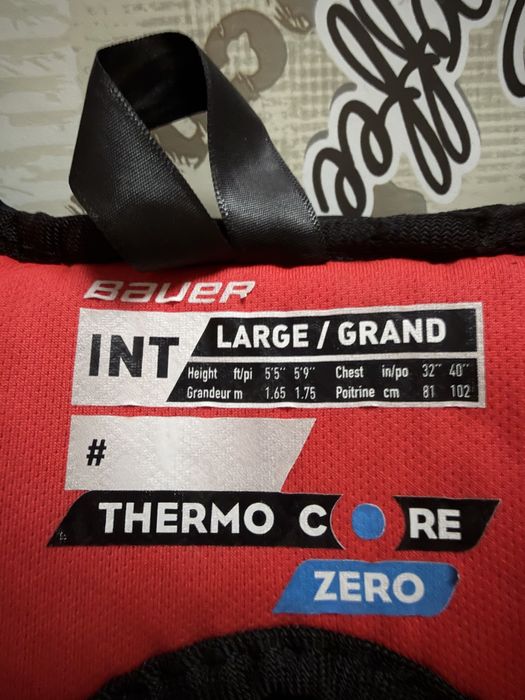 coffee
Bauer
INT
LARGE / GRAND
Height ft/pi 5'5'' 5'9'' Chest in/po 32'' 40''
Grandeur m 1.65 1.75 Poitrine cm 81 102
#
THERMO CORE
ZERO